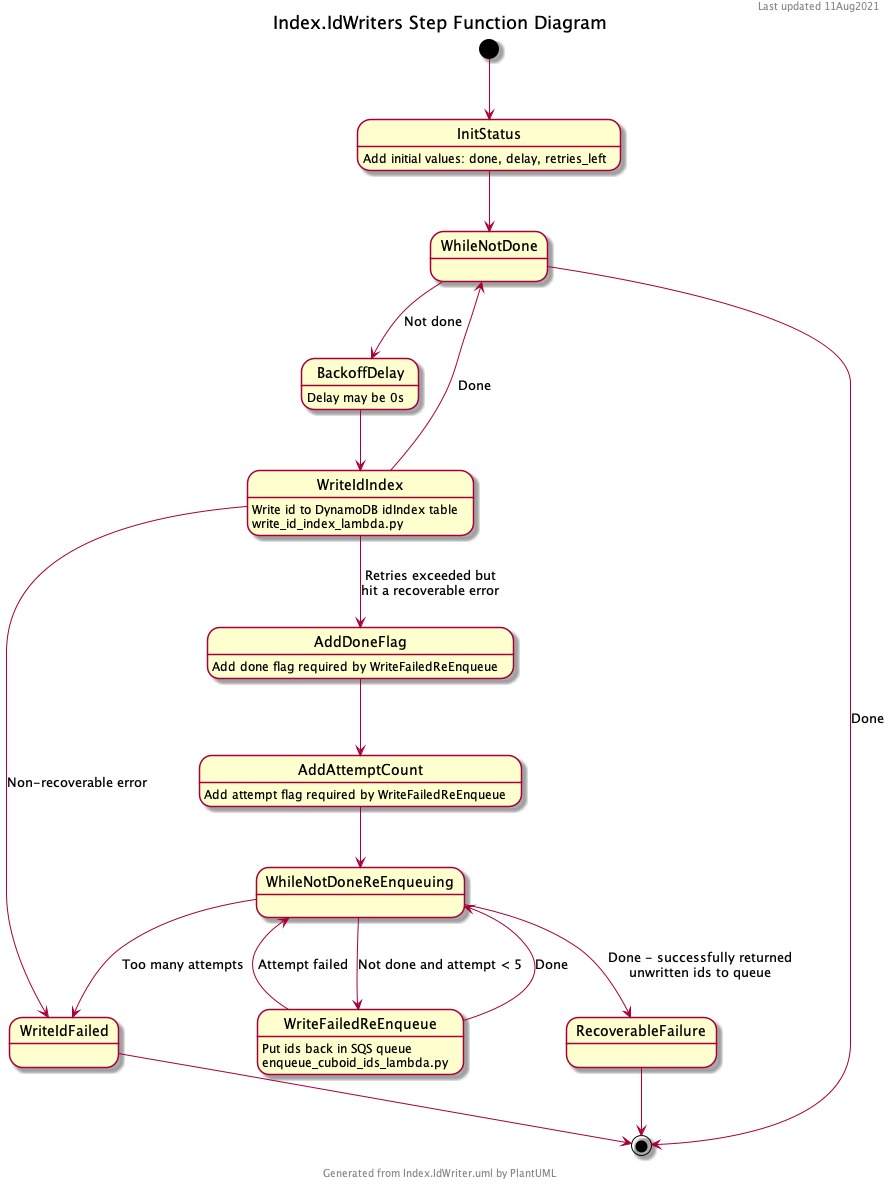 Last updated 11Aug2021
Index.IdWriters Step Function Diagram
InitStatus
Add initial values: done, delay, retries_left
WhileNotDone
Not done
BackoffDelay
Delay may be 0s
Done
WriteIdIndex
Write id to DynamoDB idIndex table
write_id_index_lambda.py
Retries exceeded but
hit a recoverable error
AddDoneFlag
Add done flag required by WriteFailedReEnqueue
Done
AddAttemptCount
Non-recoverable error
Add attempt flag required by WriteFailedReEnqueue
WhileNotDoneReEnqueuing
Too many attempts
Attempt failed
Not done and attempt < 5
Done
Done - successfully returned
unwritten ids to queue
WriteIdFailed
WriteFailedReEnqueue
Put ids back in SQS queue
enqueue_cuboid_ids_lambda.py
RecoverableFailure
Generated from Index.IdWriter.uml by PlantUML